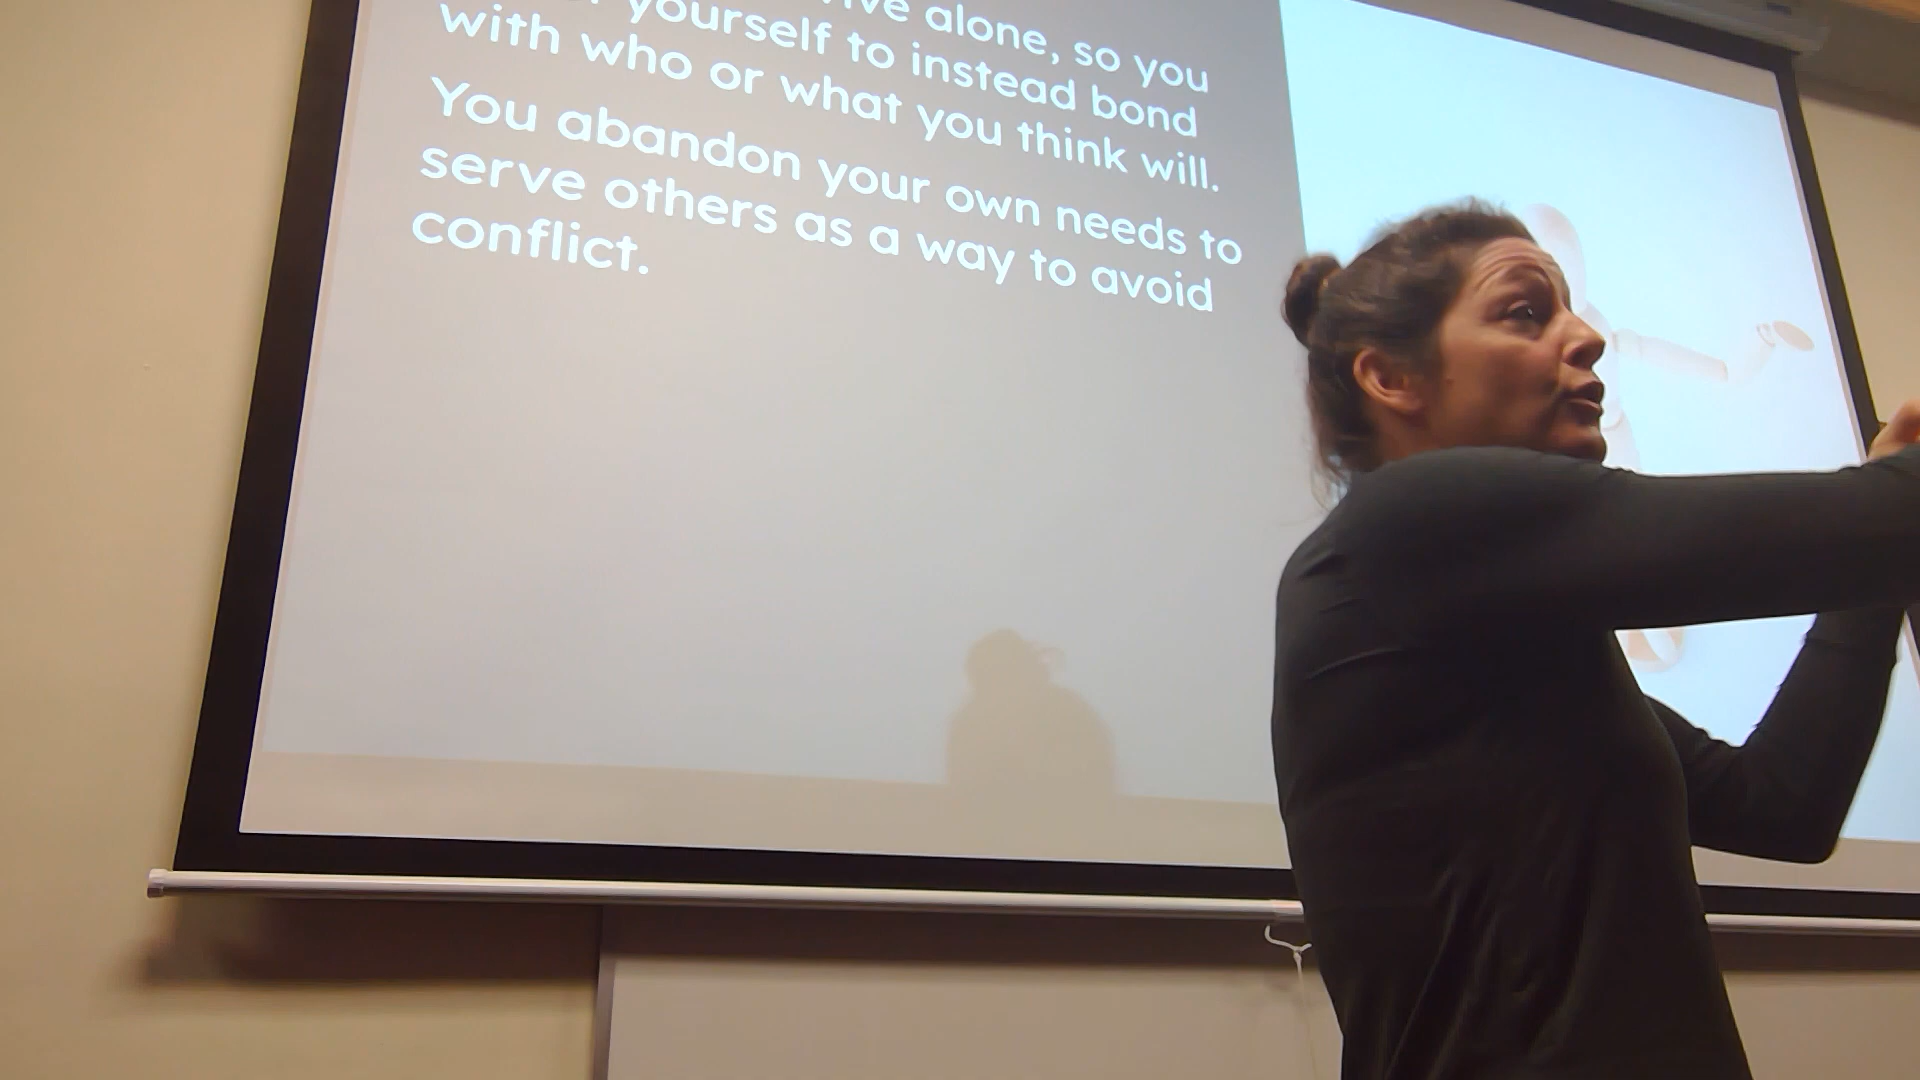 alone, so you
yourself to instead bond
with who or what you think will.
You abandon your own needs to
serve others as a way to avoid
conflict.